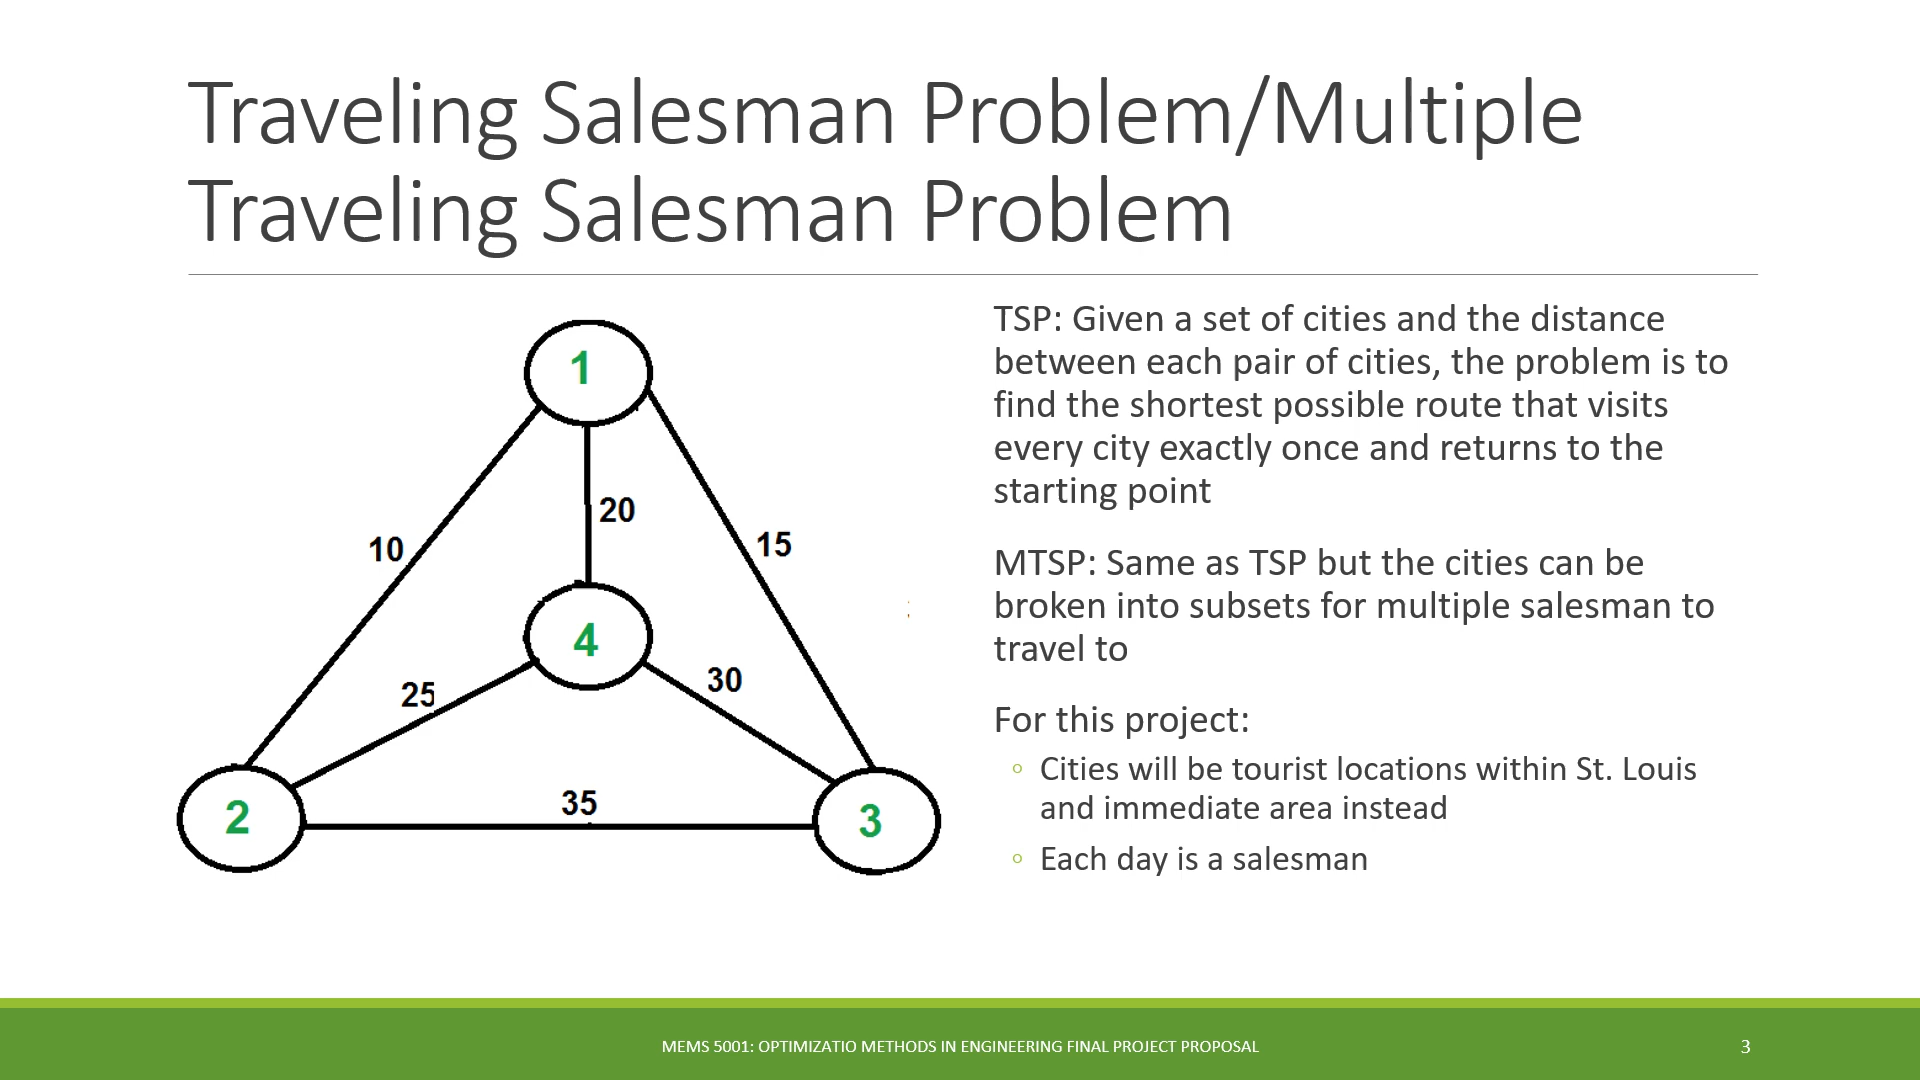 Traveling Salesman Problem/Multiple
Traveling Salesman Problem
1
20
15
10
4
25
30
35
2
3
TSP: Given a set of cities and the distance
between each pair of cities, the problem is to
find the shortest possible route that visits
every city exactly once and returns to the
starting point
MTSP: Same as TSP but the cities can be
broken into subsets for multiple salesman to
travel to
For this project:
Cities will be tourist locations within St. Louis
and immediate area instead
Each day is a salesman
MEMS 5001: OPTIMIZATIO METHODS IN ENGINEERING FINAL PROJECT PROPOSAL
3